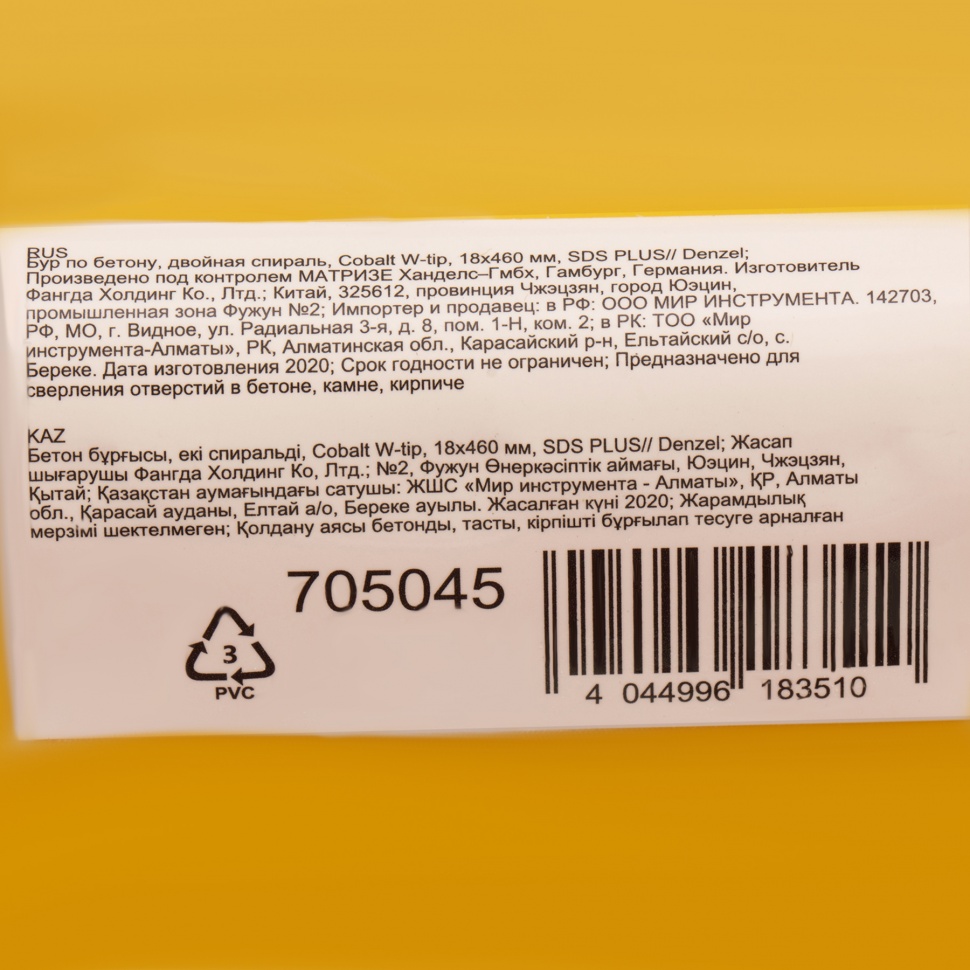 RUS
Бур по бетону, двойная спираль, Cobalt W-tip, 18x460 мм, SDS PLUS// Denzel;
Произведено под контролем МАТРИЗЕ Ханделс–Гмбх, Гамбург, Германия. Изготовитель
Фангда Холдинг Ко., Лтд.; Китай, 325612, провинция Чжэцзян, город Юэцин,
промышленная зона Фужун №2; Импортер и продавец: в РФ: ООО МИР ИНСТРУМЕНТА. 142703,
РФ, МО, г. Видное, ул. Радиальная 3-я, д. 8, пом. 1-Н, ком. 2; в РК: ТОО «Мир
инструмента-Алматы», РК, Алматинская обл., Карасайский р-н, Ельтайский с/о, с.
Береке. Дата изготовления 2020; Срок годности не ограничен; Предназначено для
сверления отверстий в бетоне, камне, кирпиче
KAZ
Бетон бұрғысы, екі спиральді, Cobalt W-tip, 18x460 мм, SDS PLUS// Denzel; Жасап
шығарушы Фангда Холдинг Ко, Лтд.; №2, Фужун Өнеркәсіптік аймағы, Юэцин, Чжэцзян,
Қытай; Қазақстан аумағындағы сатушы: ЖШС «Мир инструмента - Алматы», ҚР, Алматы
обл., Қарасай ауданы, Елтай а/о, Береке ауылы. Жасалған күні 2020; Жарамдылық
мерзімі шектелмеген; Қолдану аясы бетонды, тасты, кірпішті бұрғылап тесуге арналған
705045
3
PVC
4 044996 183510